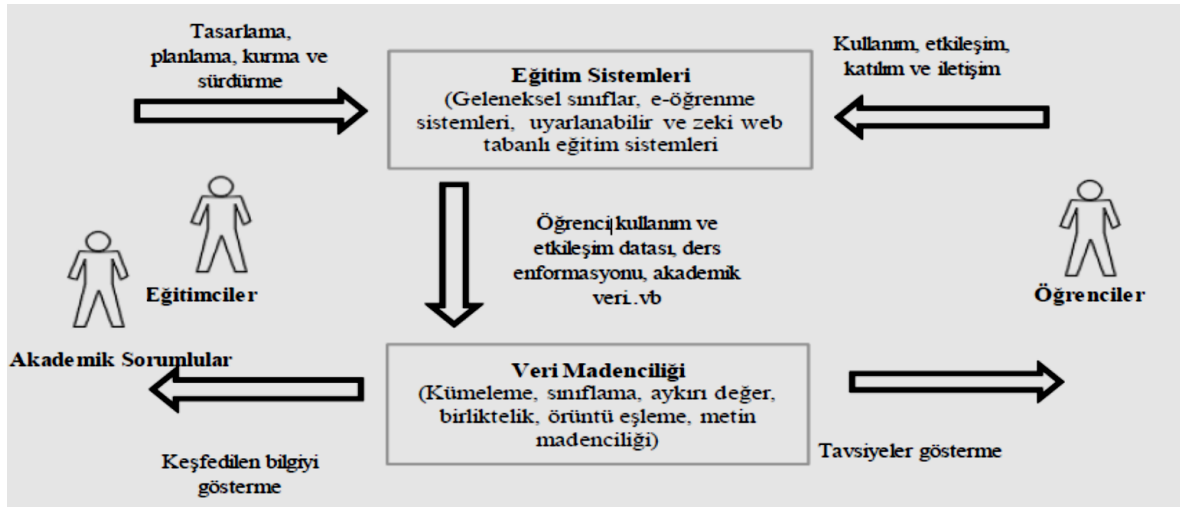 Tasarlama,
planlama, kurma ve
sürdürme
Eğitim Sistemleri
(Geleneksel sınıflar, e-öğrenme
sistemleri, uyarlanabilir ve zeki web
tabanlı eğitim sistemleri
Kullanım, etkileşim,
katılım ve iletişim
Öğrenci kullanım ve
etkileşim datası, ders
enformasyonu, akademik
veri..vb
Eğitimciler
Öğrenciler
Akademik Sorumlular
Veri Madenciliği
(Kümeleme, sınıflama, aykırı değer,
birliktelik, örüntü eşleme, metin
madenciliği)
Keşfedilen bilgiyi
gösterme
Tavsiyeler gösterme